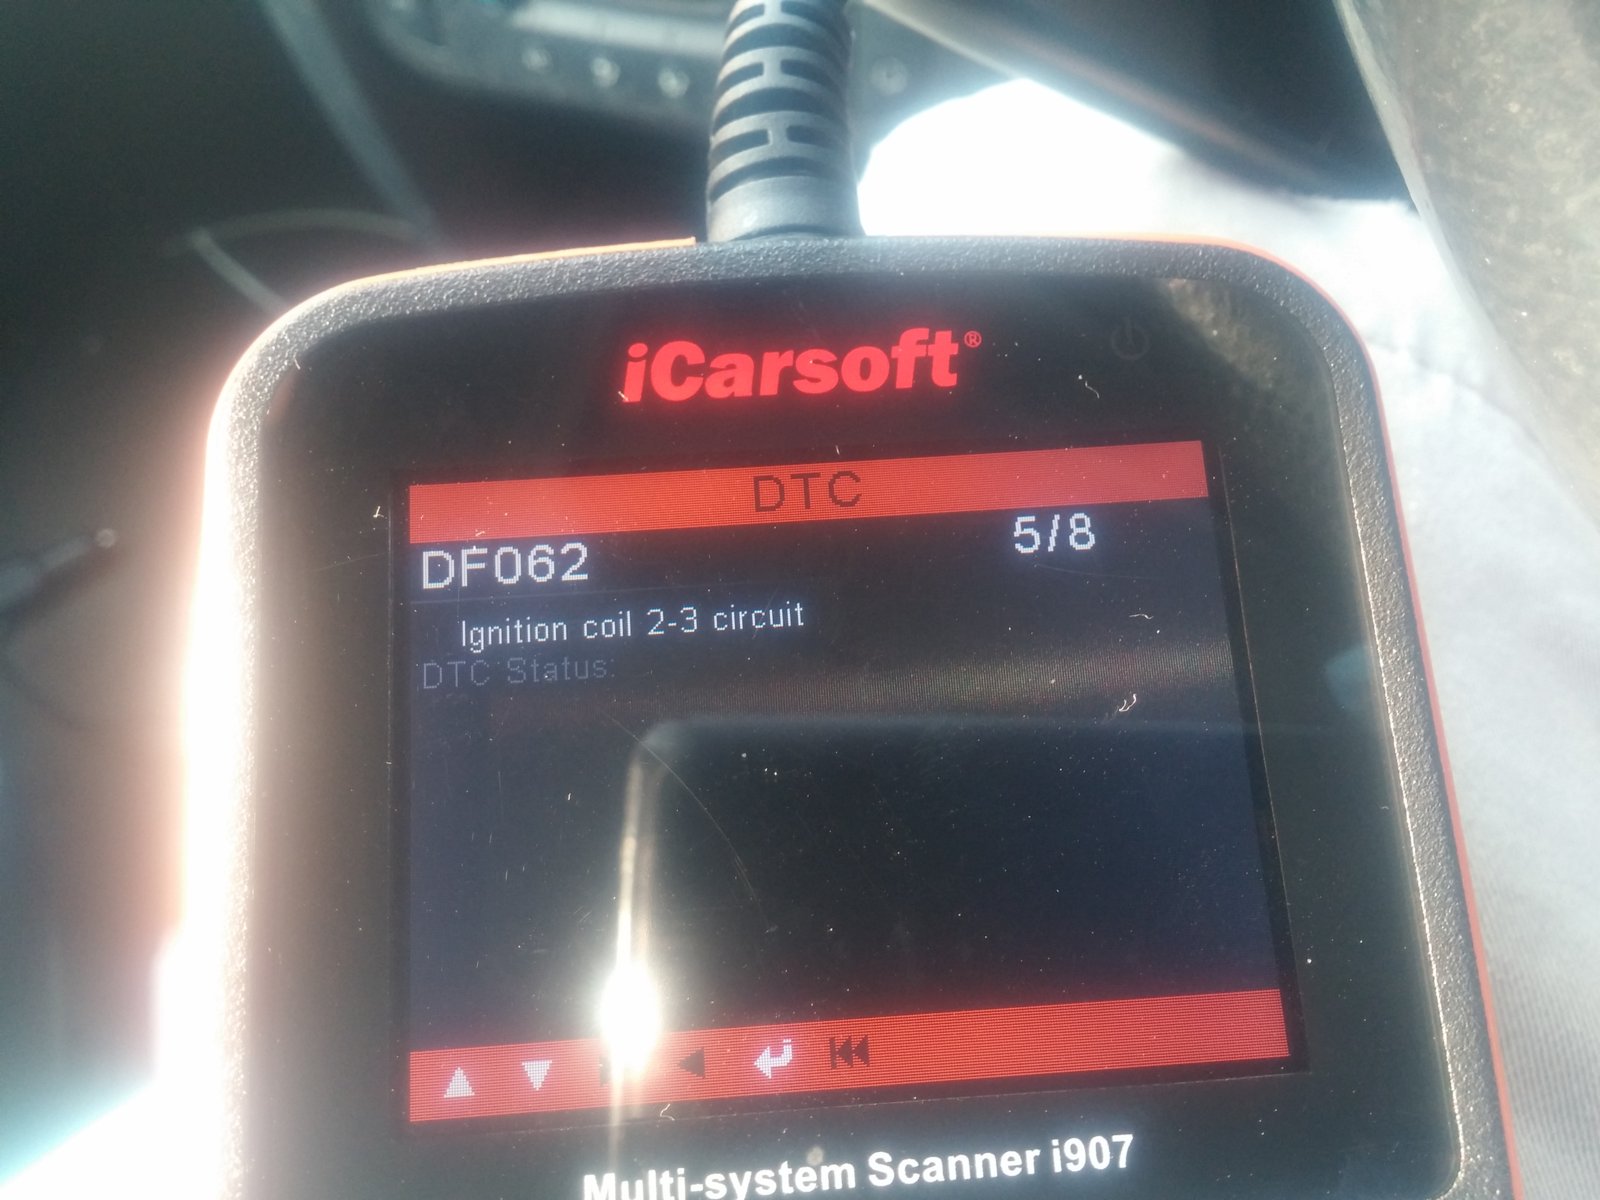 iCarsoft®
DTC
DF062 5/8
Ignition coil 2-3 circuit
DTC Status:
Multi-system Scanner i907